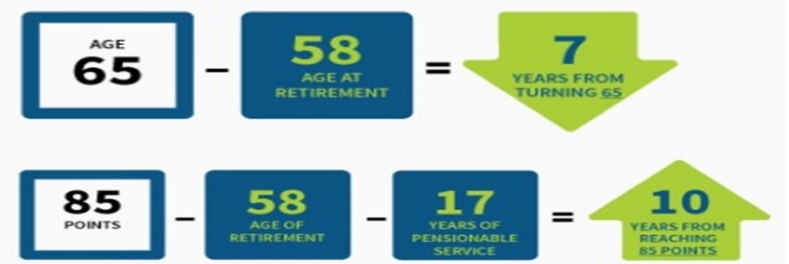 AGE
65
–
58
AGE AT
RETIREMENT
=
7
YEARS FROM
TURNING 65
85
POINTS
–
58
AGE OF
RETIREMENT
–
17
YEARS OF
PENSIONABLE
SERVICE
=
10
YEARS FROM
REACHING
85 POINTS